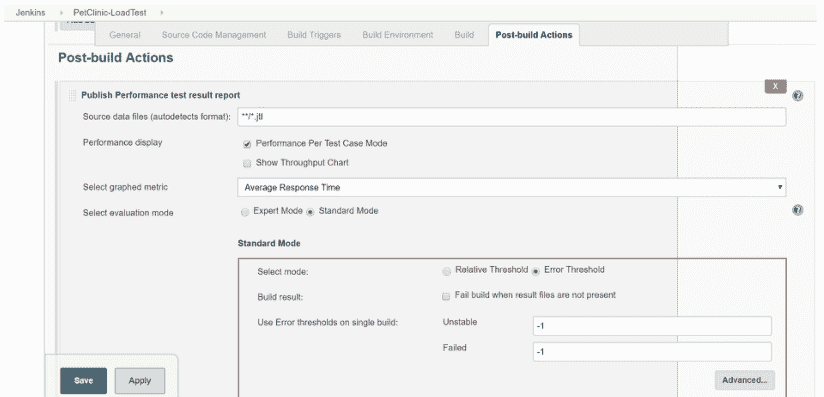 Jenkins PetClinic-LoadTest
General Source Code Management Build Triggers Build Environment Build Post-build Actions
Post-build Actions
X
Publish Performance test result report
Source data files (autodetects format): **/*.jtl
Performance display Performance Per Test Case Mode
Show Throughput Chart
Select graphed metric Average Response Time
Select evaluation mode Expert Mode Standard Mode
Standard Mode
Select mode: Relative Threshold Error Threshold
Build result: Fail build when result files are not present
Use Error thresholds on single build: Unstable -1
Failed -1
Save Apply Advanced...